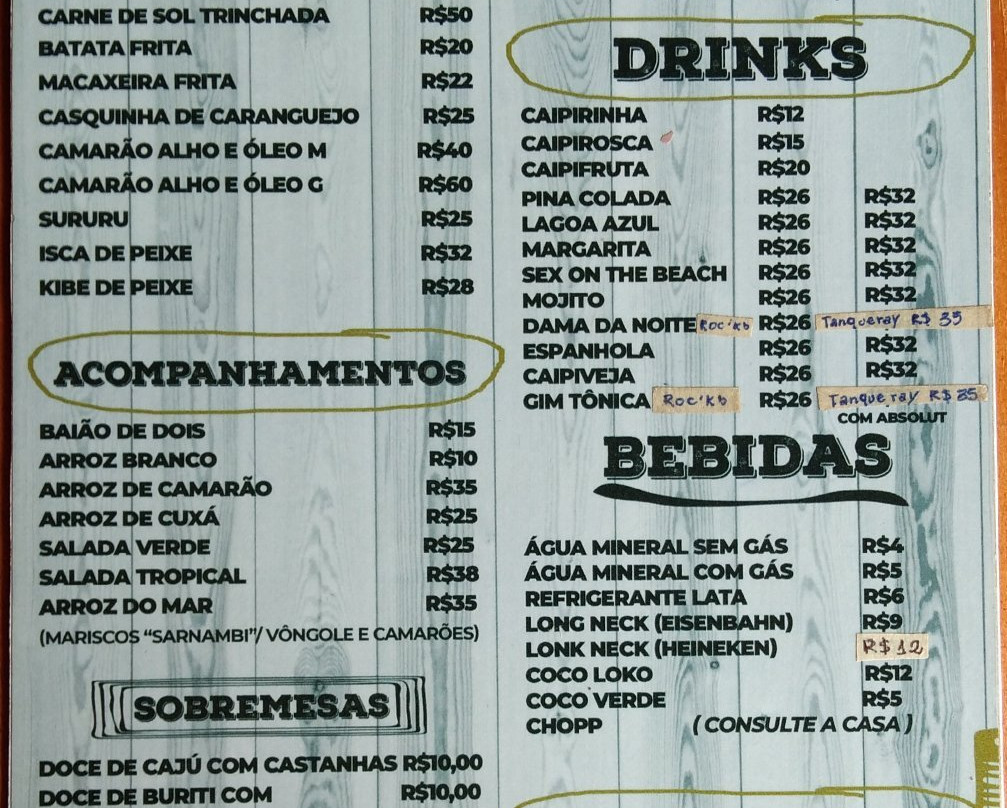 CARNE DE SOL TRINCHADA R$50
BATATA FRITA R$20
MACAXEIRA FRITA R$22
CASQUINHA DE CARANGUEJO R$25
CAMARÃO ALHO E ÓLEO M R$40
CAMARÃO ALHO E ÓLEO G R$60
SURURU R$25
ISCA DE PEIXE R$32
KIBE DE PEIXE R$28
ACOMPANHAMENTOS
BAIÃO DE DOIS R$15
ARROZ BRANCO R$10
ARROZ DE CAMARÃO R$35
ARROZ DE CUXÁ R$25
SALADA VERDE R$25
SALADA TROPICAL R$38
ARROZ DO MAR R$35
(MARISCOS “SARNAMBI”/ VÔNGOLE E CAMARÕES)
SOBREMESAS
DOCE DE CAJÚ COM CASTANHAS R$10,00
DOCE DE BURITI COM R$10,00
DRINKS
CAIPIRINHA R$12
CAIPIROSCA R$15
CAIPIFRUTA R$20
PINA COLADA R$26 R$32
LAGOA AZUL R$26 R$32
MARGARITA R$26 R$32
SEX ON THE BEACH R$26 R$32
MOJITO R$26 R$32
DAMA DA NOITE Roc'ks R$26 Tanqueray R$ 35
ESPANHOLA R$26 R$32
CAIPIVEJA R$26 R$32
GIM TÔNICA Roc'ks R$26 Tanqueray R$ 35
COM ABSOLUT
BEBIDAS
ÁGUA MINERAL SEM GÁS R$4
ÁGUA MINERAL COM GÁS R$5
REFRIGERANTE LATA R$6
LONG NECK (EISENBAHN) R$9
LONK NECK (HEINEKEN) R$ 12
COCO LOKO R$12
COCO VERDE R$5
CHOPP ( CONSULTE A CASA )